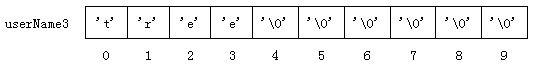 userName3 't' 'r' 'e' 'e' '\0' '\0' '\0' '\0' '\0' '\0'
0 1 2 3 4 5 6 7 8 9